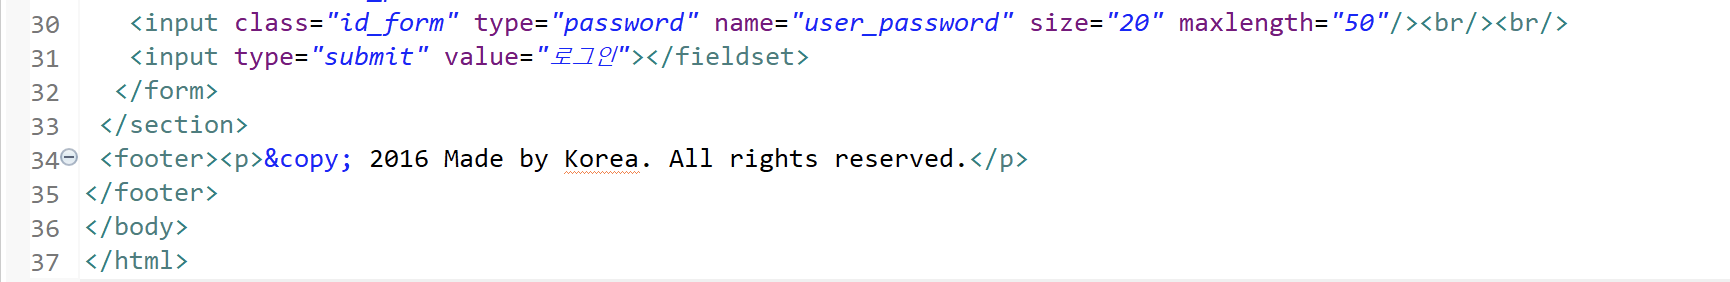 30 <input class="id_form" type="password" name="user_password" size="20" maxlength="50"/><br/><br/>
31 <input type="submit" value="로그인"></fieldset>
32 </form>
33 </section>
34 <footer><p>&copy; 2016 Made by Korea. All rights reserved.</p>
35 </footer>
36 </body>
37 </html>